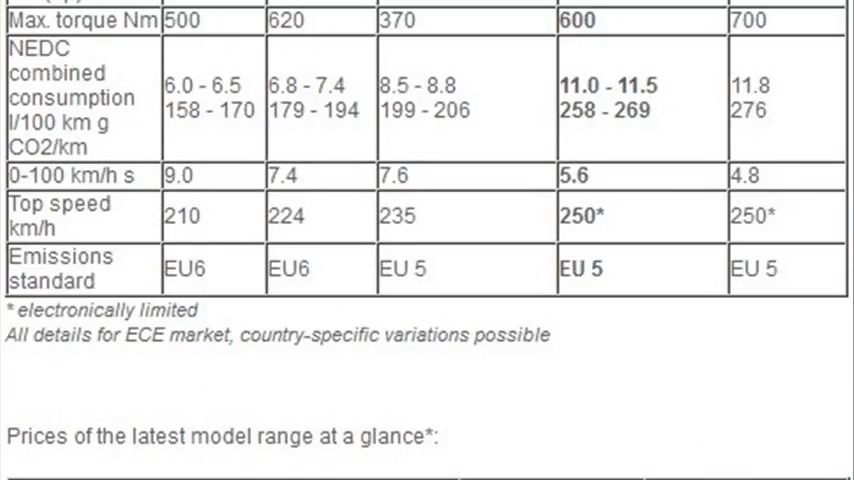 Max. torque Nm 500 620 370 600 700
NEDC
combined
consumption 6.0 - 6.5 6.8 - 7.4 8.5 - 8.8 11.0 - 11.5 11.8
l/100 km g 158 - 170 179 - 194 199 - 206 258 - 269 276
CO2/km
0-100 km/h s 9.0 7.4 7.6 5.6 4.8
Top speed
km/h 210 224 235 250* 250*
Emissions
standard EU6 EU6 EU 5 EU 5 EU 5
* electronically limited
All details for ECE market, country-specific variations possible
Prices of the latest model range at a glance*: